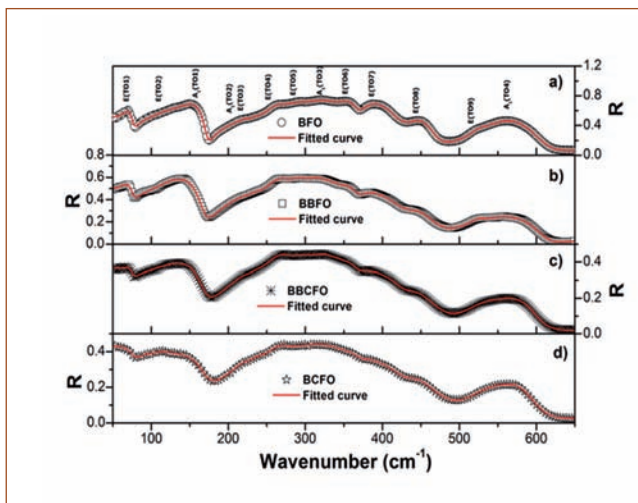 E(TO1) E(TO2) A₁(TO1) A₁(TO2) E(TO3) E(TO4) E(TO5) A₁(TO3) E(TO6) E(TO7) E(TO8) E(TO9) A₁(TO4)
1.2
a)
0.8
R
BFO
0.4
Fitted curve
0.8
0.0
0.6
b)
0.4
R
BBFO
0.2
Fitted curve
0.0
c)
0.4
BBCFO
0.2
R
Fitted curve
0.0
0.4
d)
R
BCFO
0.2
Fitted curve
0.0
100 200 300 400 500 600
Wavenumber (cm⁻¹)